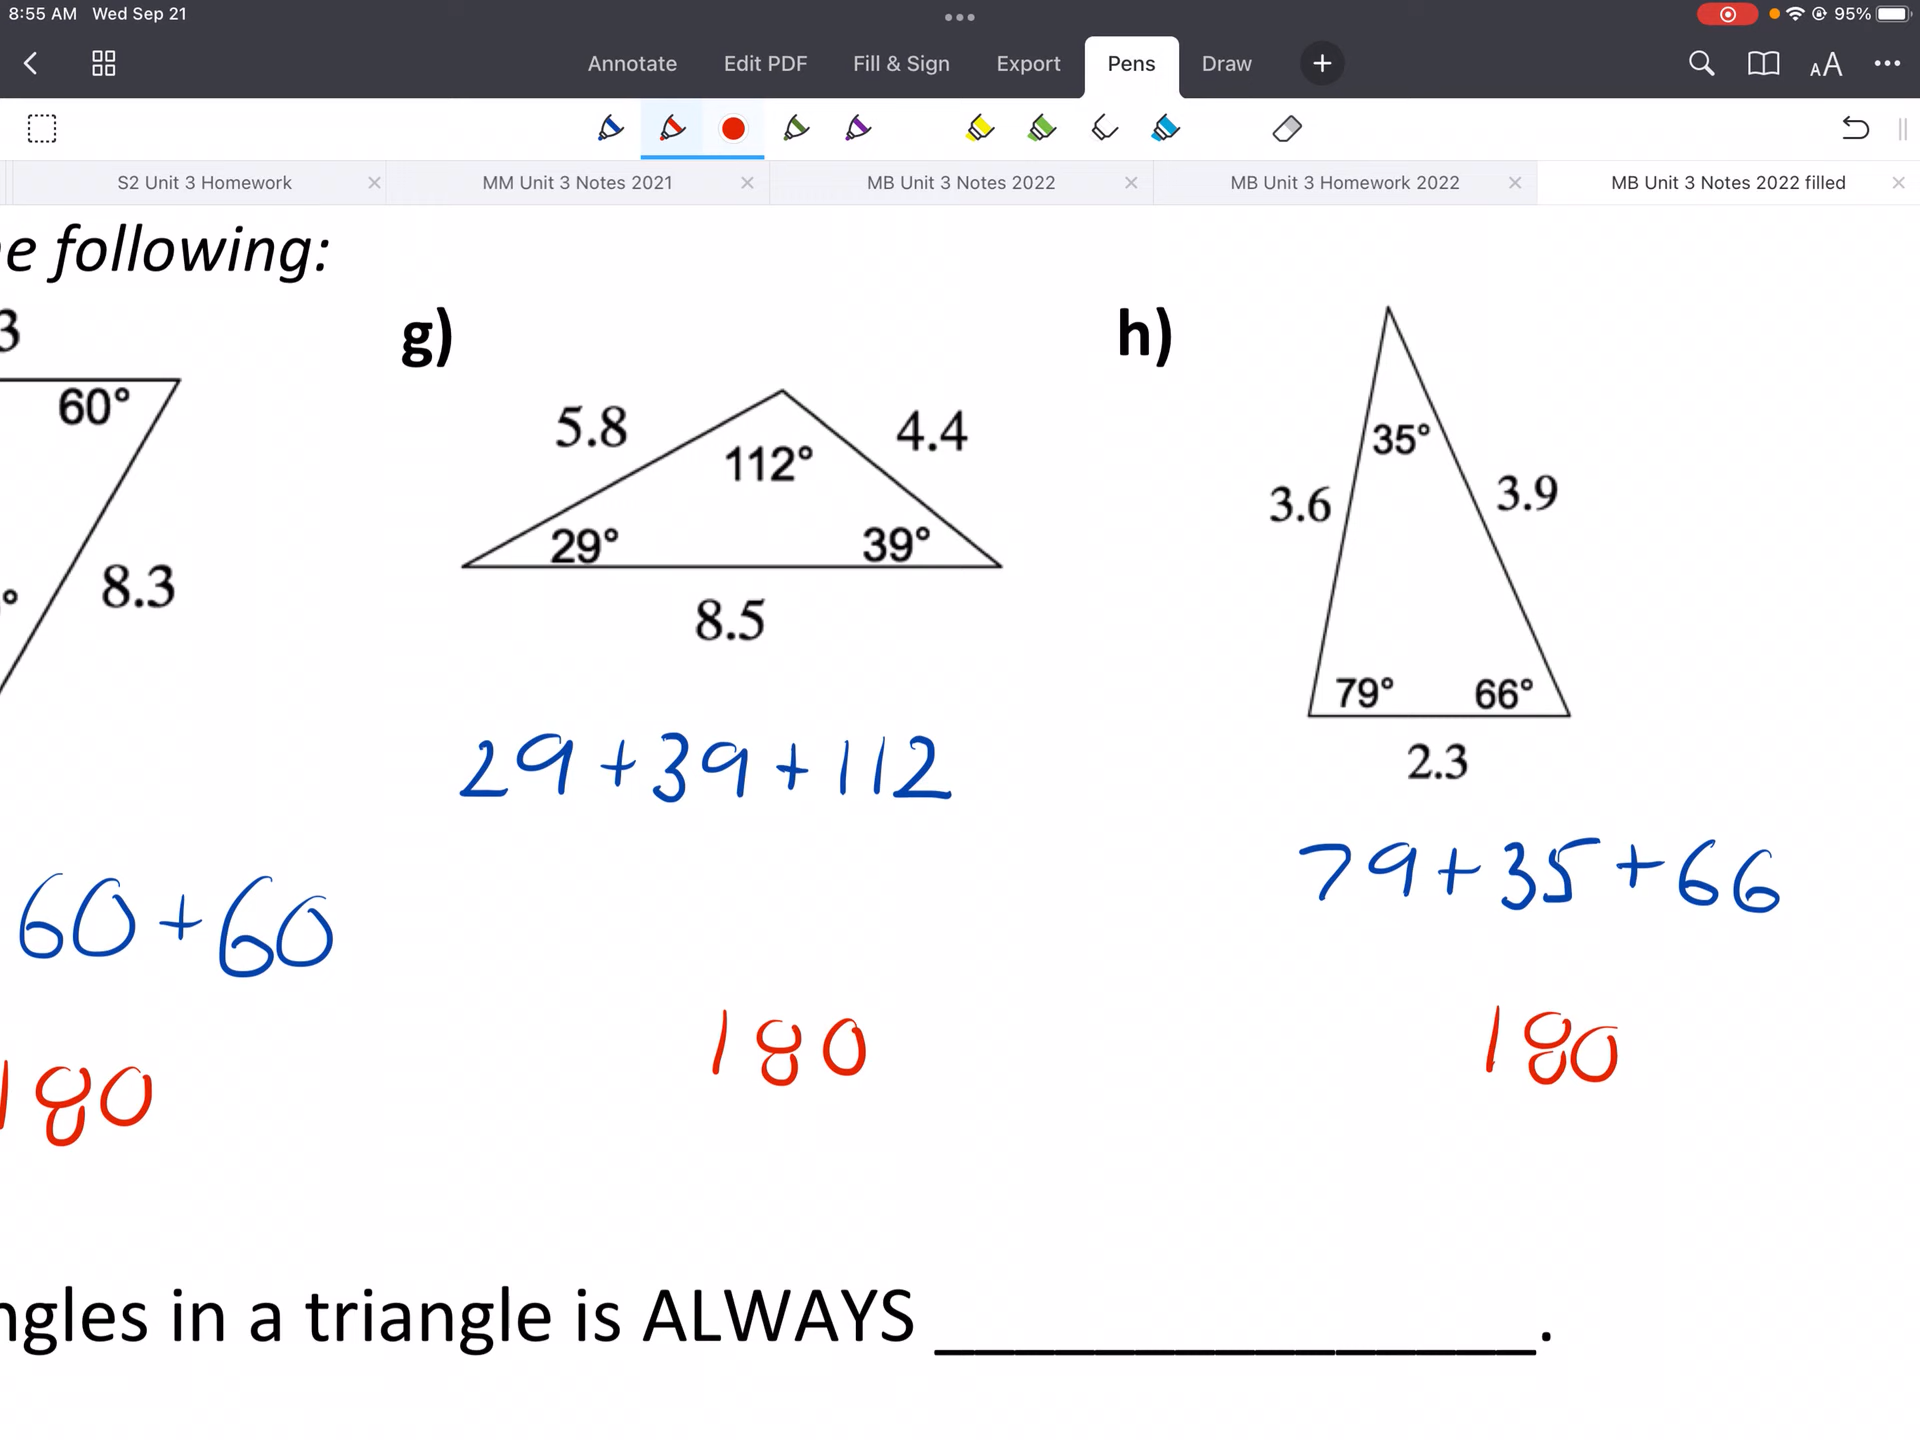 8:55 AM Wed Sep 21
95%
Annotate Edit PDF Fill & Sign Export Pens Draw
AA
S2 Unit 3 Homework MM Unit 3 Notes 2021 MB Unit 3 Notes 2022 MB Unit 3 Homework 2022 MB Unit 3 Notes 2022 filled
e following:
3
60°
8.3
°
60+60
180
g)
5.8
4.4
112°
29°
39°
8.5
29+39+112
180
h)
35°
3.6
3.9
79°
66°
2.3
79+35+66
180
ngles in a triangle is ALWAYS _______________.